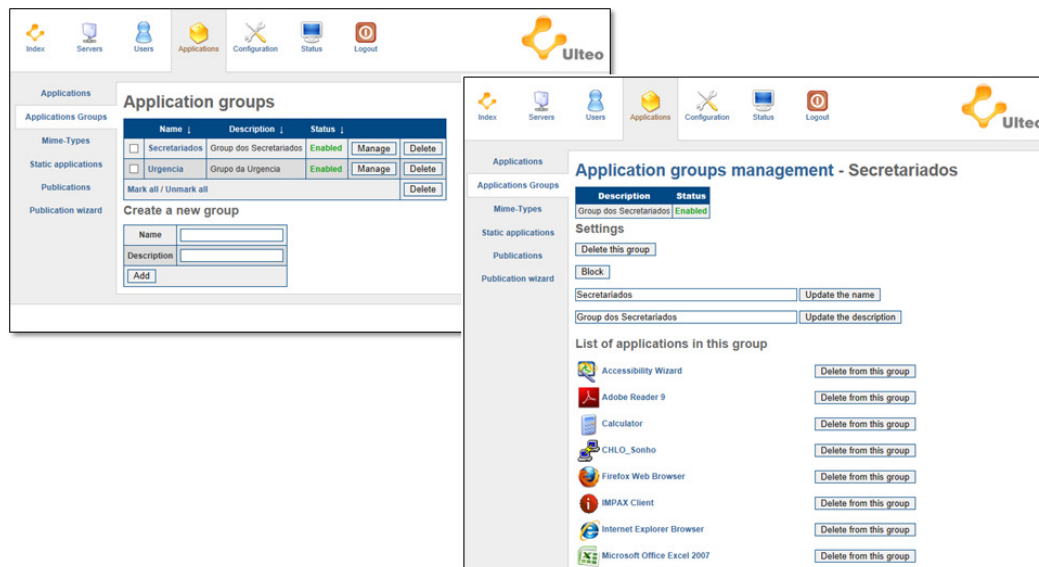 Index Servers Users Applications Configuration Status Logout
Ulteo
Applications
Applications Groups
Mime-Types
Static applications
Publications
Publication wizard
Application groups
Name ↓ Description ↓ Status ↓
Secretariados Group dos Secretariados Enabled Manage Delete
Urgencia Grupo da Urgencia Enabled Manage Delete
Mark all / Unmark all Delete
Create a new group
Name
Description
Add
Index Servers Users Applications Configuration Status Logout
Ulteo
Applications
Applications Groups
Mime-Types
Static applications
Publications
Publication wizard
Application groups management - Secretariados
Description Status
Group dos Secretariados Enabled
Settings
Delete this group
Block
Secretariados Update the name
Group dos Secretariados Update the description
List of applications in this group
Accessibility Wizard Delete from this group
Adobe Reader 9 Delete from this group
Calculator Delete from this group
CHLO_Sonho Delete from this group
Firefox Web Browser Delete from this group
IMPAX Client Delete from this group
Internet Explorer Browser Delete from this group
Microsoft Office Excel 2007 Delete from this group